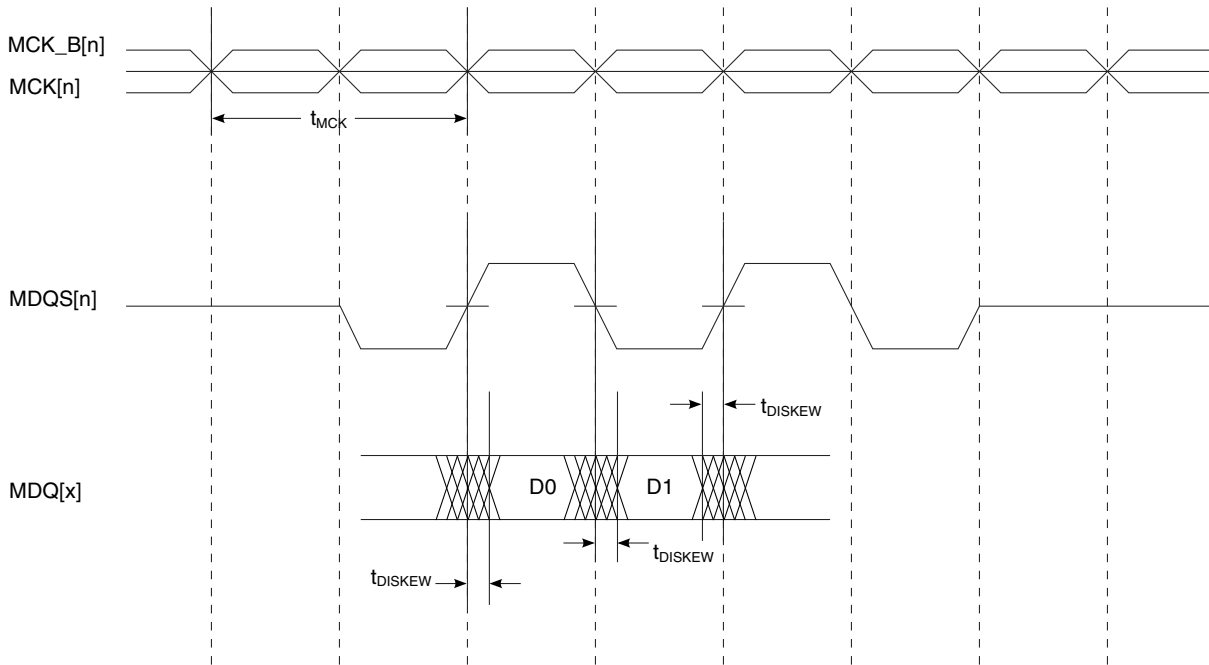 MCK_B[n]
MCK[n]
tMCK
MDQS[n]
tDISKEW
MDQ[x]
D0
D1
tDISKEW
tDISKEW